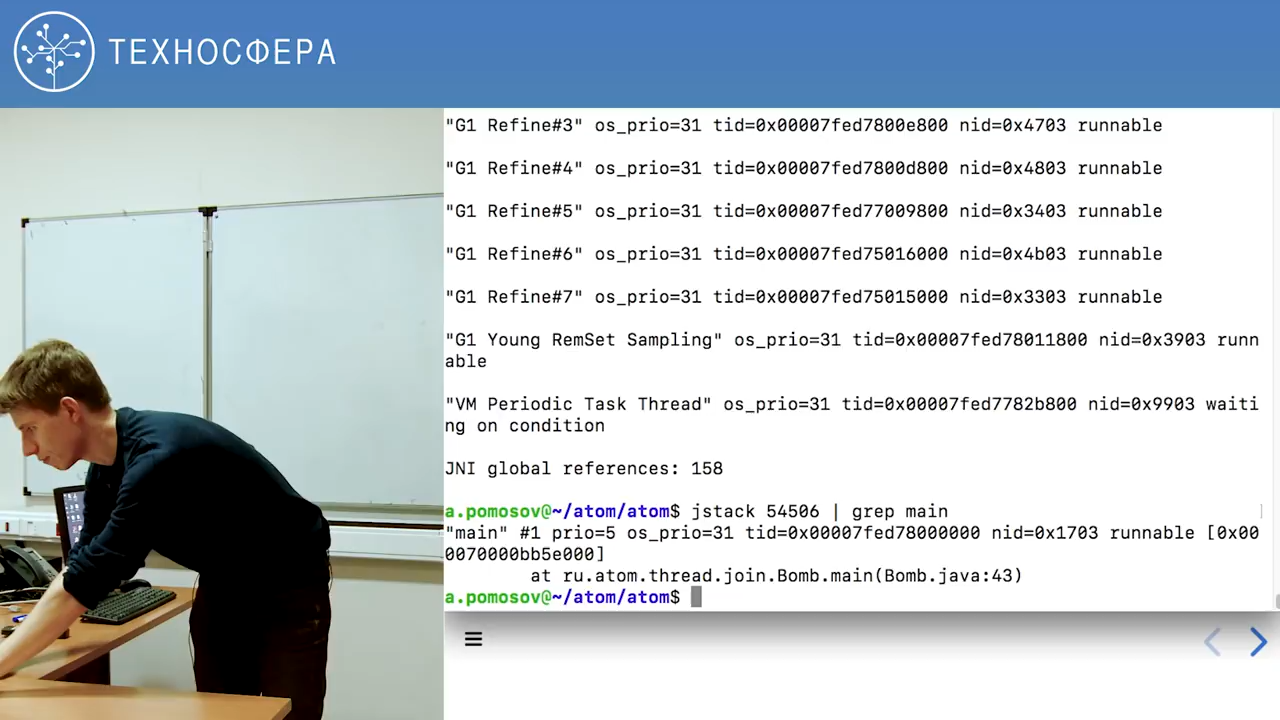 ТЕХНОСФЕРА
"G1 Refine#3" os_prio=31 tid=0x00007fed7800e800 nid=0x4703 runnable
"G1 Refine#4" os_prio=31 tid=0x00007fed7800d800 nid=0x4803 runnable
"G1 Refine#5" os_prio=31 tid=0x00007fed77009800 nid=0x3403 runnable
"G1 Refine#6" os_prio=31 tid=0x00007fed75016000 nid=0x4b03 runnable
"G1 Refine#7" os_prio=31 tid=0x00007fed75015000 nid=0x3303 runnable
"G1 Young RemSet Sampling" os_prio=31 tid=0x00007fed78011800 nid=0x3903 runn
able
"VM Periodic Task Thread" os_prio=31 tid=0x00007fed7782b800 nid=0x9903 waiti
ng on condition
JNI global references: 158
a.pomosov@~/atom/atom$ jstack 54506 | grep main
"main" #1 prio=5 os_prio=31 tid=0x00007fed78000000 nid=0x1703 runnable [0x00
0070000bb5e000]
at ru.atom.thread.join.Bomb.main(Bomb.java:43)
a.pomosov@~/atom/atom$